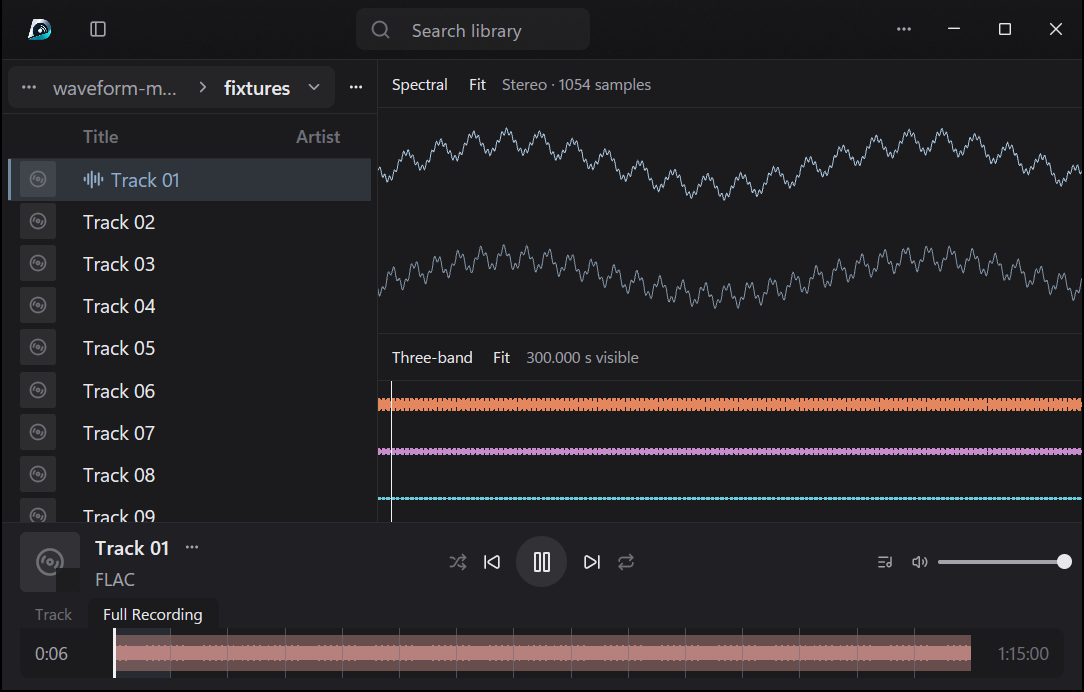 Search library
waveform-m... > fixtures
Spectral Fit Stereo · 1054 samples
Title Artist
Track 01
Track 02
Track 03
Track 04
Track 05
Track 06
Track 07
Track 08
Track 09
Three-band Fit 300.000 s visible
Track 01
FLAC
Track Full Recording
0:06 1:15:00